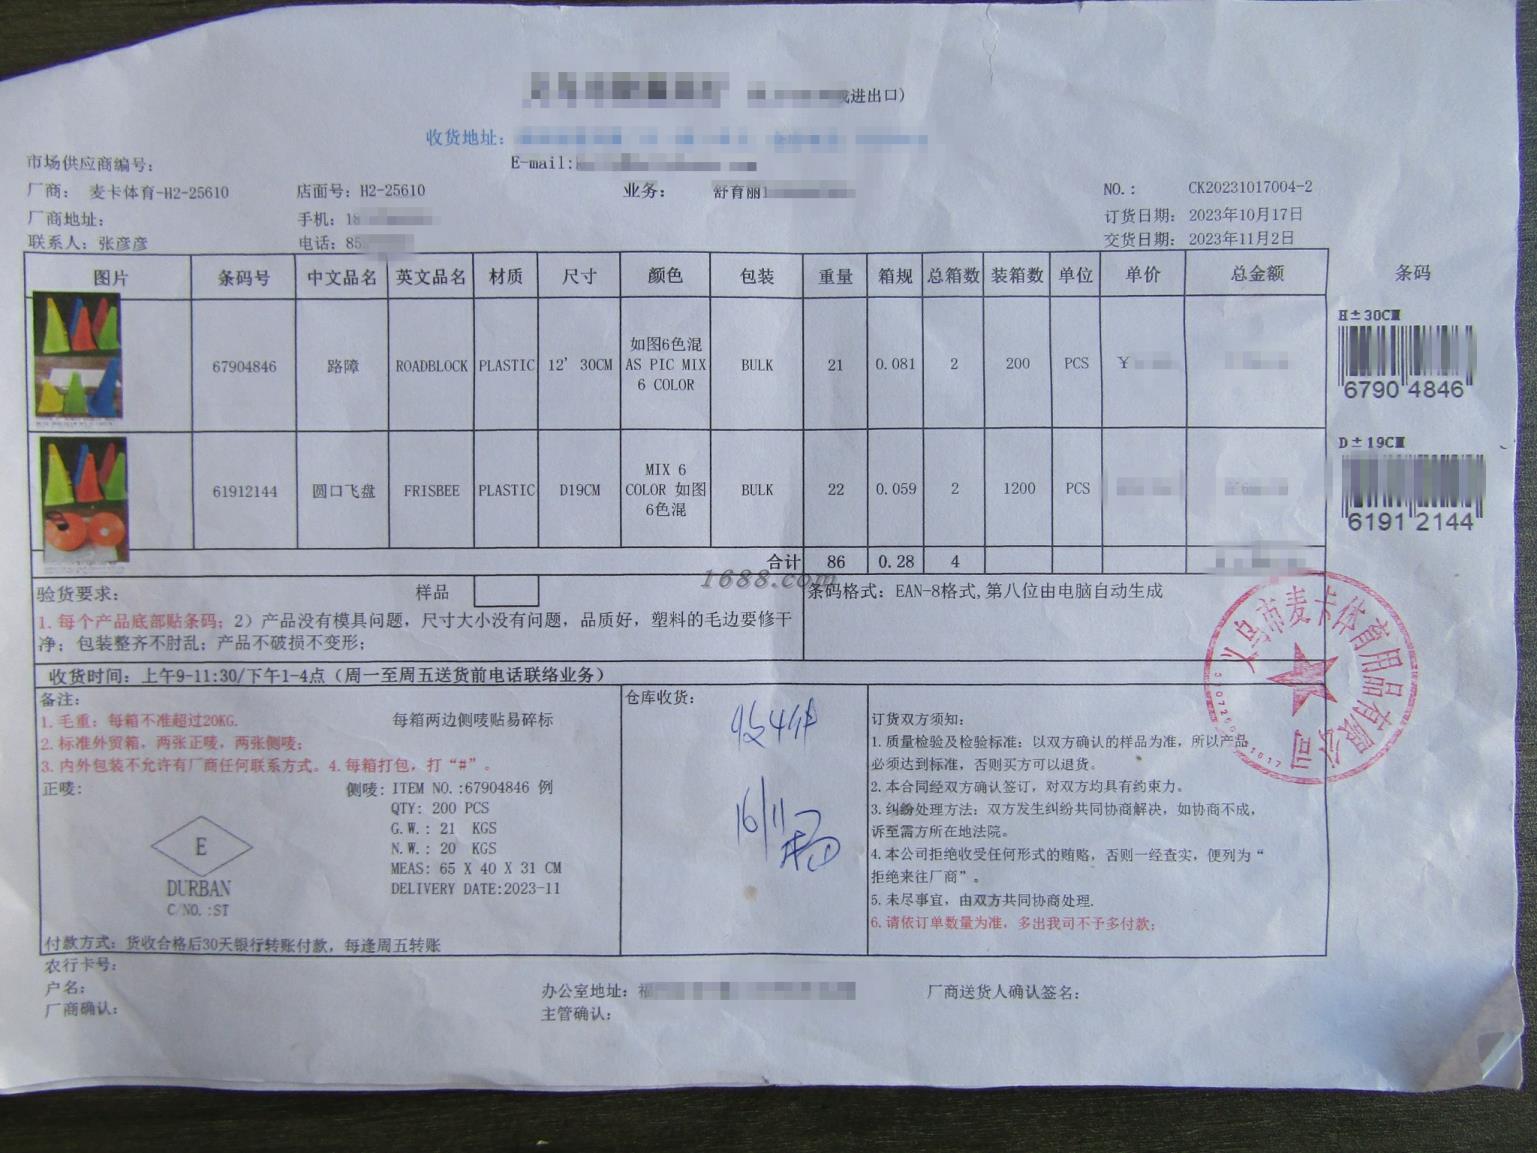 或进出口)
收货地址:
市场供应商编号:
E-mail:
厂商: 麦卡体育-H2-25610 店面号: H2-25610 业务: 舒育丽 NO.: CK20231017004-2
厂商地址: 手机: 18 订货日期: 2023年10月17日
联系人: 张彦彦 电话: 85 交货日期: 2023年11月2日
图片 条码号 中文品名 英文品名 材质 尺寸 颜色 包装 重量 箱规 总箱数 装箱数 单位 单价 总金额 条码
67904846 路障 ROADBLOCK PLASTIC 12' 30CM 如图6色混 AS PIC MIX 6 COLOR BULK 21 0.081 2 200 PCS ¥
H±30CM
6790 4846
61912144 圆口飞盘 FRISBEE PLASTIC D19CM MIX 6 COLOR 如图 6色混 BULK 22 0.059 2 1200 PCS
D±19CM
6191 2144
合计 86 0.28 4
1688.com
验货要求: 样品
条码格式: EAN-8格式,第八位由电脑自动生成
1. 每个产品底部贴条码; 2) 产品没有模具问题, 尺寸大小没有问题, 品质好, 塑料的毛边要修干
净; 包装整齐不肘乱; 产品不破损不变形;
义乌市麦卡体育用品有限公司
收货时间: 上午9-11:30/下午1-4点 (周一至周五送货前电话联络业务)
备注:
1. 毛重: 每箱不准超过20KG. 每箱两边侧唛贴易碎标
2. 标准外贸箱, 两张正唛, 两张侧唛;
3. 内外包装不允许有厂商任何联系方式。4. 每箱打包, 打“#”。
正唛:
E
DURBAN
C/NO.:ST
侧唛: ITEM NO.:67904846 例
QTY: 200 PCS
G.W.: 21 KGS
N.W.: 20 KGS
MEAS: 65 X 40 X 31 CM
DELIVERY DATE:2023-11
付款方式: 货收合格后30天银行转账付款, 每逢周五转账
仓库收货:
收4件
16/11
订货双方须知:
1. 质量检验及检验标准: 以双方确认的样品为准, 所以产品
必须达到标准, 否则买方可以退货。
2. 本合同经双方确认签订, 对双方均具有约束力。
3. 纠纷处理方法: 双方发生纠纷共同协商解决, 如协商不成,
诉至需方所在地法院。
4. 本公司拒绝收受任何形式的贿赂, 否则一经查实, 便列为“
拒绝来往厂商”。
5. 未尽事宜, 由双方共同协商处理.
6. 请依订单数量为准, 多出我司不予多付款;
农行卡号:
户名:
厂商确认:
办公室地址: 福
主管确认:
厂商送货人确认签名: